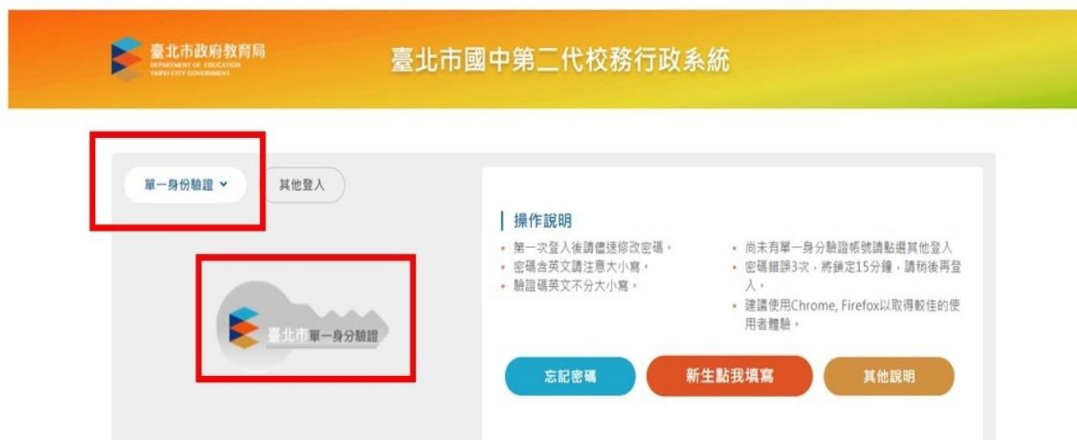 臺北市政府教育局
DEPARTMENT OF EDUCATION
TAIPEI CITY GOVERNMENT
臺北市國中第二代校務行政系統
單一身份驗證
其他登入
臺北市單一身分驗證
操作說明
第一次登入後請儘速修改密碼。
密碼含英文請注意大小寫。
驗證碼英文不分大小寫。
尚未有單一身分驗證帳號請點選其他登入
密碼錯誤3次,將鎖定15分鐘,請稍後再登
人。
建議使用Chrome, Firefox以取得較佳的使
用者體驗。
忘記密碼
新生點我填寫
其他說明